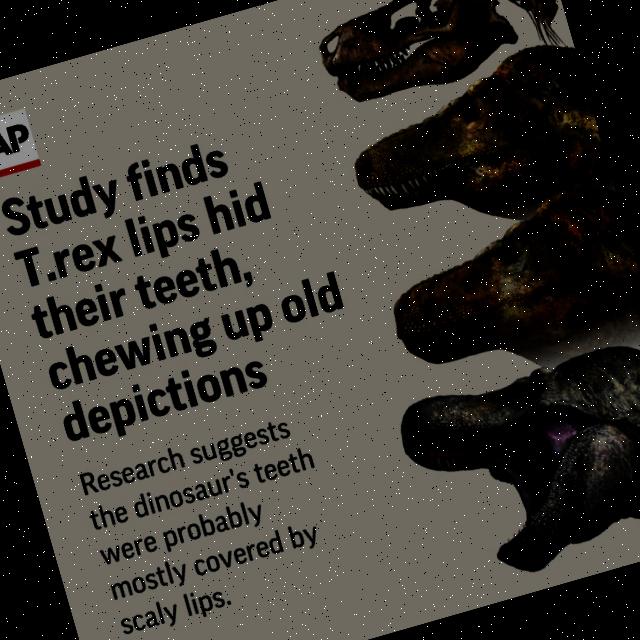 AP
Study finds
T.rex lips hid
their teeth,
chewing up old
depictions
Research suggests
the dinosaur's teeth
were probably
mostly covered by
scaly lips.